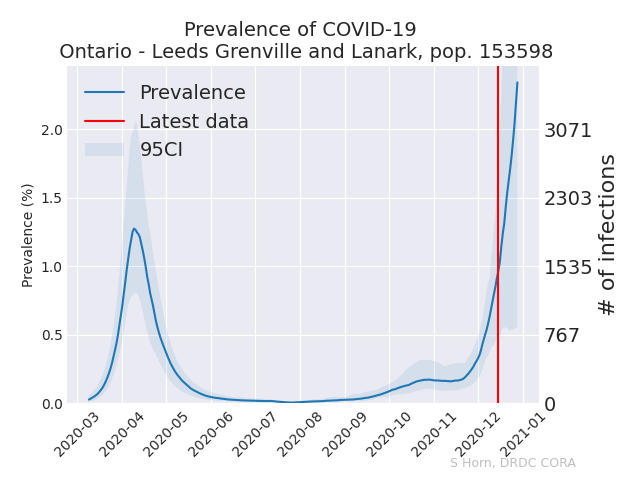 Prevalence of COVID-19
Ontario - Leeds Grenville and Lanark, pop. 153598
Prevalence
Latest data
95CI
Prevalence (%)
2.0
1.5
1.0
0.5
0.0
3071
2303
1535
767
0
# of infections
2020-03
2020-04
2020-05
2020-06
2020-07
2020-08
2020-09
2020-10
2020-11
2020-12
2021-01
S Horn, DRDC CORA